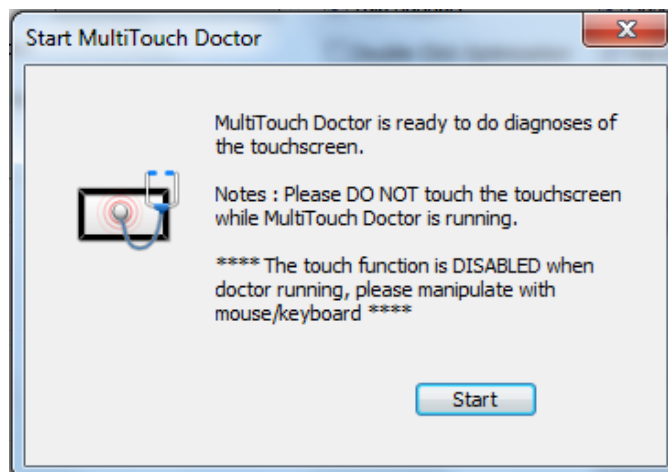 Start MultiTouch Doctor
MultiTouch Doctor is ready to do diagnoses of
the touchscreen.
Notes : Please DO NOT touch the touchscreen
while MultiTouch Doctor is running.
**** The touch function is DISABLED when
doctor running, please manipulate with
mouse/keyboard ****
Start